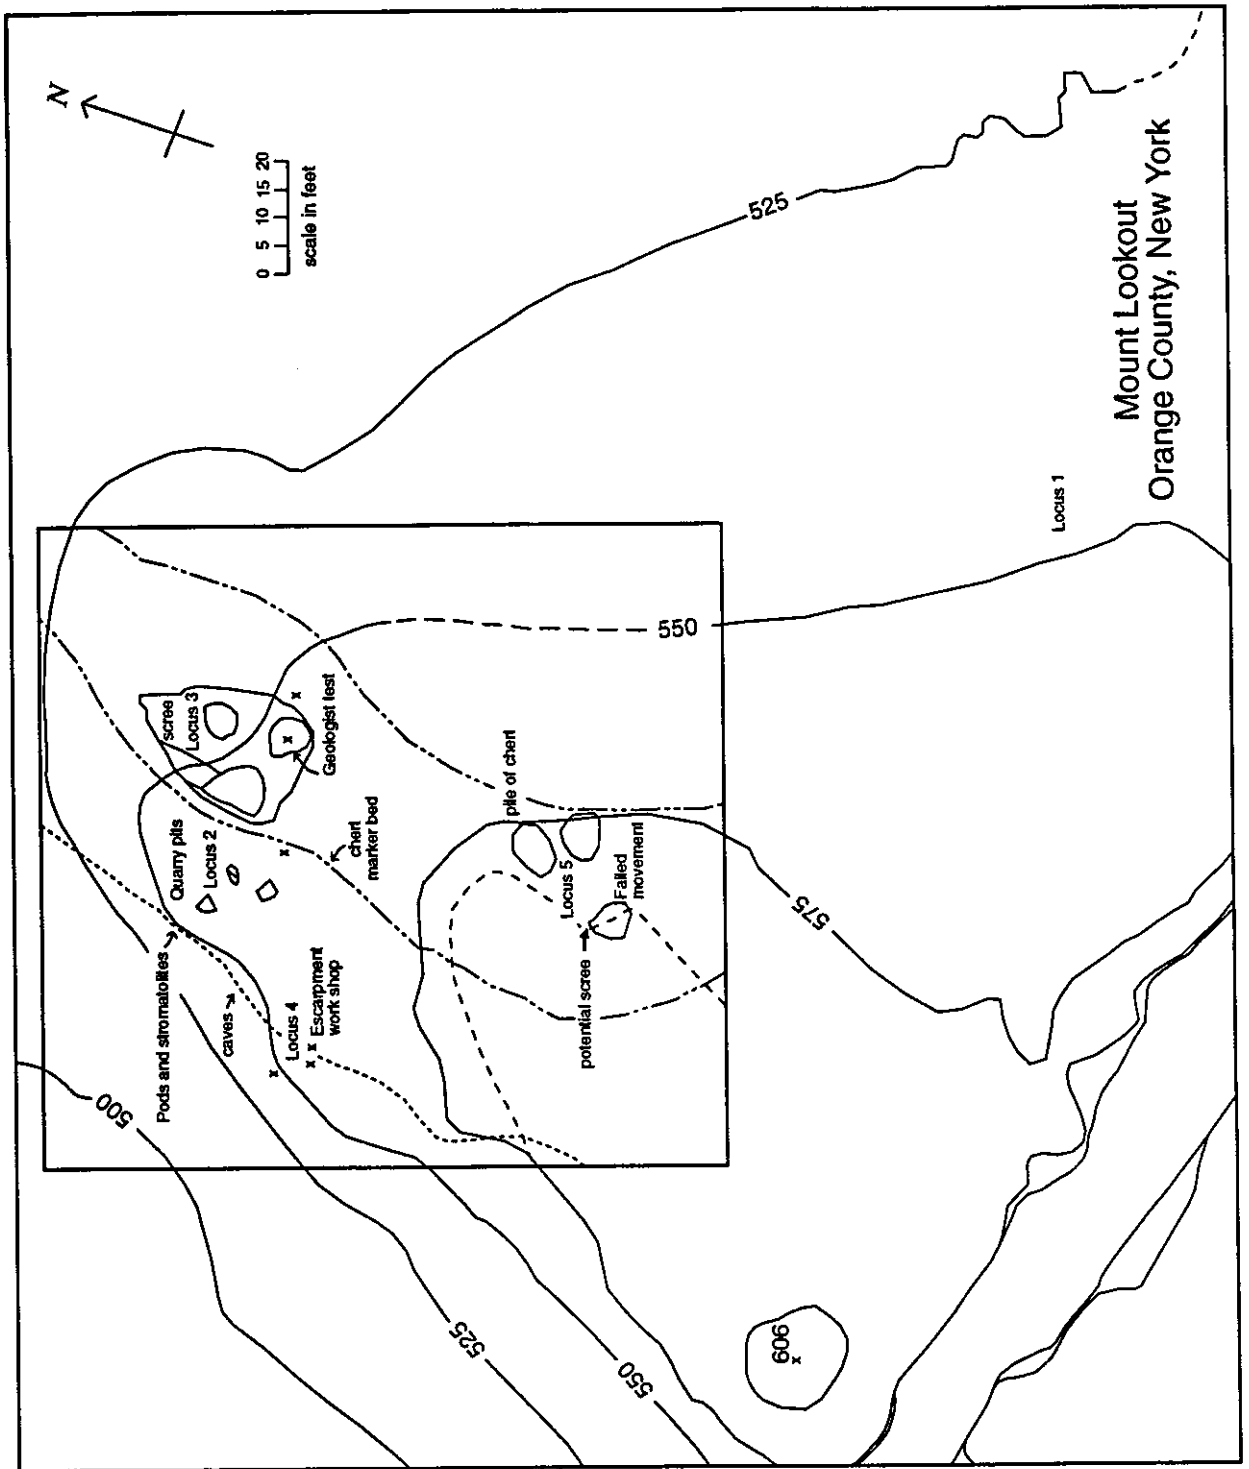 N
0 5 10 15 20
scale in feet
525
Mount Lookout
Orange County, New York
Locus 1
550
scree
Locus 3
Geologist test
Quarry pits
Locus 2
chert
marker bed
pile of chert
Locus 5
Failed
movement
potential scree
575
Pods and stromatolites
caves
Locus 4
Escarpment
work shop
500
525
550
606
x
x
x
x
x
x
x